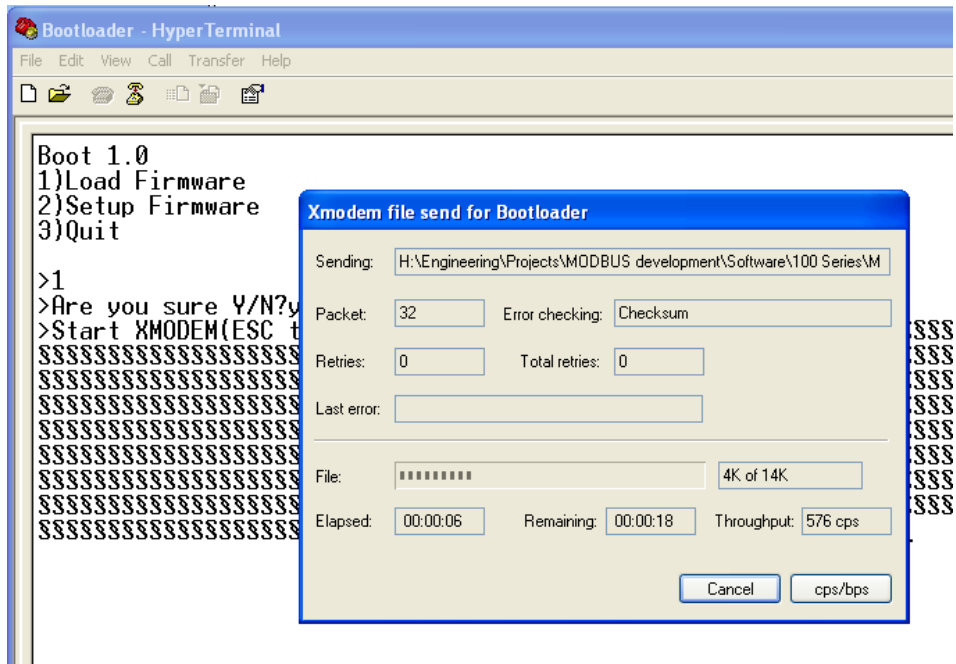 Bootloader - HyperTerminal
File Edit View Call Transfer Help
Boot 1.0
1)Load Firmware
2)Setup Firmware
3)Quit
>1
>Are you sure Y/N?y
>Start XMODEM(ESC t
Xmodem file send for Bootloader
Sending: H:\Engineering\Projects\MODBUS development\Software\100 Series\M
Packet: 32 Error checking: Checksum
Retries: 0 Total retries: 0
Last error:
File: 4K of 14K
Elapsed: 00:00:06 Remaining: 00:00:18 Throughput: 576 cps
Cancel cps/bps